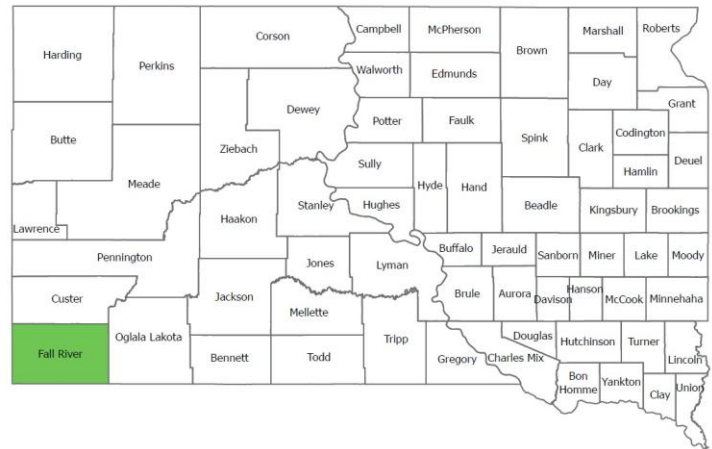 Harding
Perkins
Corson
Campbell
McPherson
Brown
Marshall
Roberts
Walworth
Edmunds
Day
Dewey
Grant
Butte
Ziebach
Potter
Faulk
Spink
Clark
Codington
Deuel
Hamlin
Meade
Sully
Hyde
Hand
Lawrence
Haakon
Stanley
Hughes
Beadle
Kingsbury
Brookings
Pennington
Jones
Lyman
Buffalo
Jerauld
Sanborn
Miner
Lake
Moody
Custer
Jackson
Mellette
Brule
Aurora
Davison
Hanson
McCook
Minnehaha
Fall River
Oglala Lakota
Bennett
Todd
Tripp
Gregory
Charles Mix
Douglas
Hutchinson
Turner
Lincoln
Bon
Homme
Yankton
Clay
Union